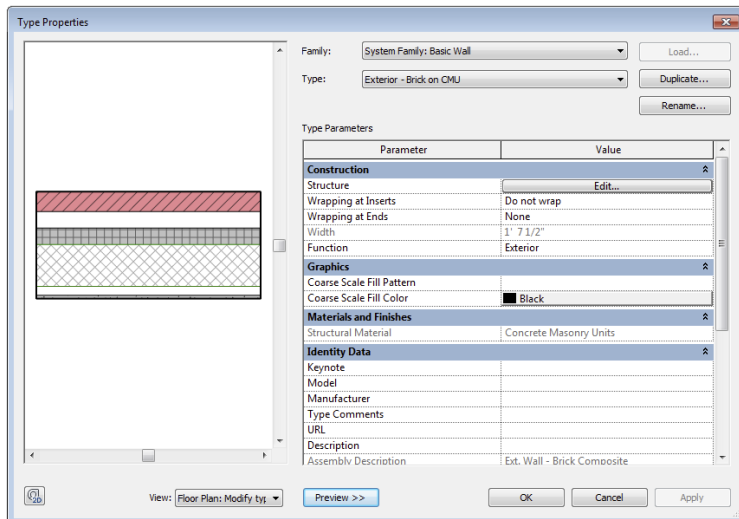 Type Properties
Family: System Family: Basic Wall Load...
Type: Exterior - Brick on CMU Duplicate...
Rename...
Type Parameters
Parameter Value
Construction
Structure Edit...
Wrapping at Inserts Do not wrap
Wrapping at Ends None
Width 1' 7 1/2"
Function Exterior
Graphics
Coarse Scale Fill Pattern
Coarse Scale Fill Color Black
Materials and Finishes
Structural Material Concrete Masonry Units
Identity Data
Keynote
Model
Manufacturer
Type Comments
URL
Description
Assembly Description Ext. Wall - Brick Composite
2D View: Floor Plan: Modify typ Preview >> OK Cancel Apply